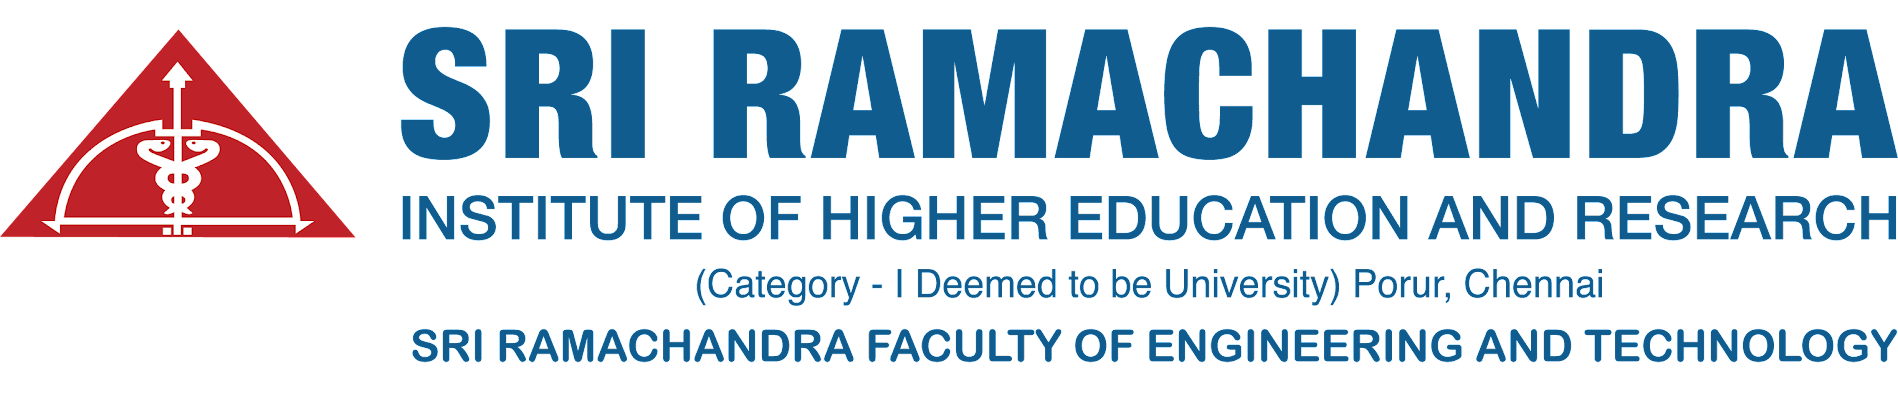 SRI RAMACHANDRA
INSTITUTE OF HIGHER EDUCATION AND RESEARCH
(Category - I Deemed to be University) Porur, Chennai
SRI RAMACHANDRA FACULTY OF ENGINEERING AND TECHNOLOGY